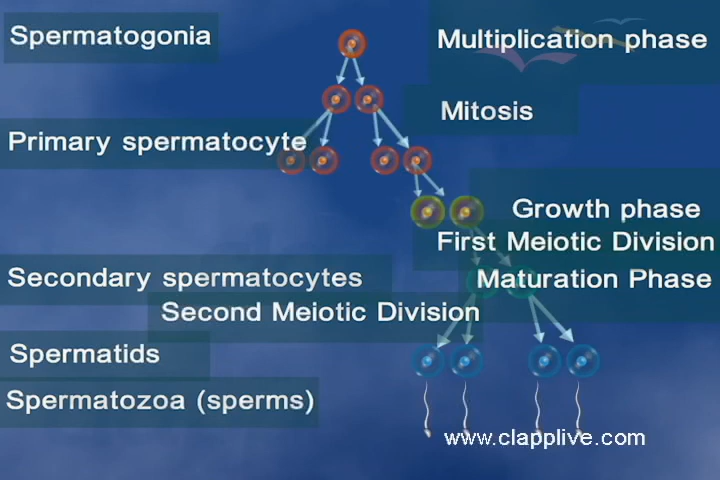 Spermatogonia
Multiplication phase
Mitosis
Primary spermatocyte
Growth phase
First Meiotic Division
Secondary spermatocytes
Maturation Phase
Second Meiotic Division
Spermatids
Spermatozoa (sperms)
www.clapplive.com